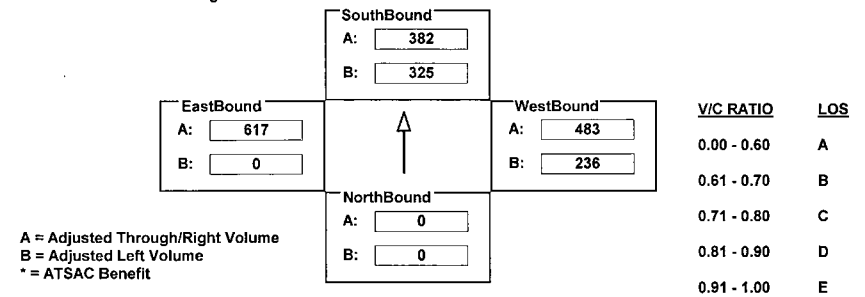 SouthBound
A: 382
B: 325
EastBound
A: 617
B: 0
WestBound
A: 483
B: 236
NorthBound
A: 0
B: 0
A = Adjusted Through/Right Volume
B = Adjusted Left Volume
* = ATSAC Benefit
V/C RATIO LOS
0.00 - 0.60 A
0.61 - 0.70 B
0.71 - 0.80 C
0.81 - 0.90 D
0.91 - 1.00 E